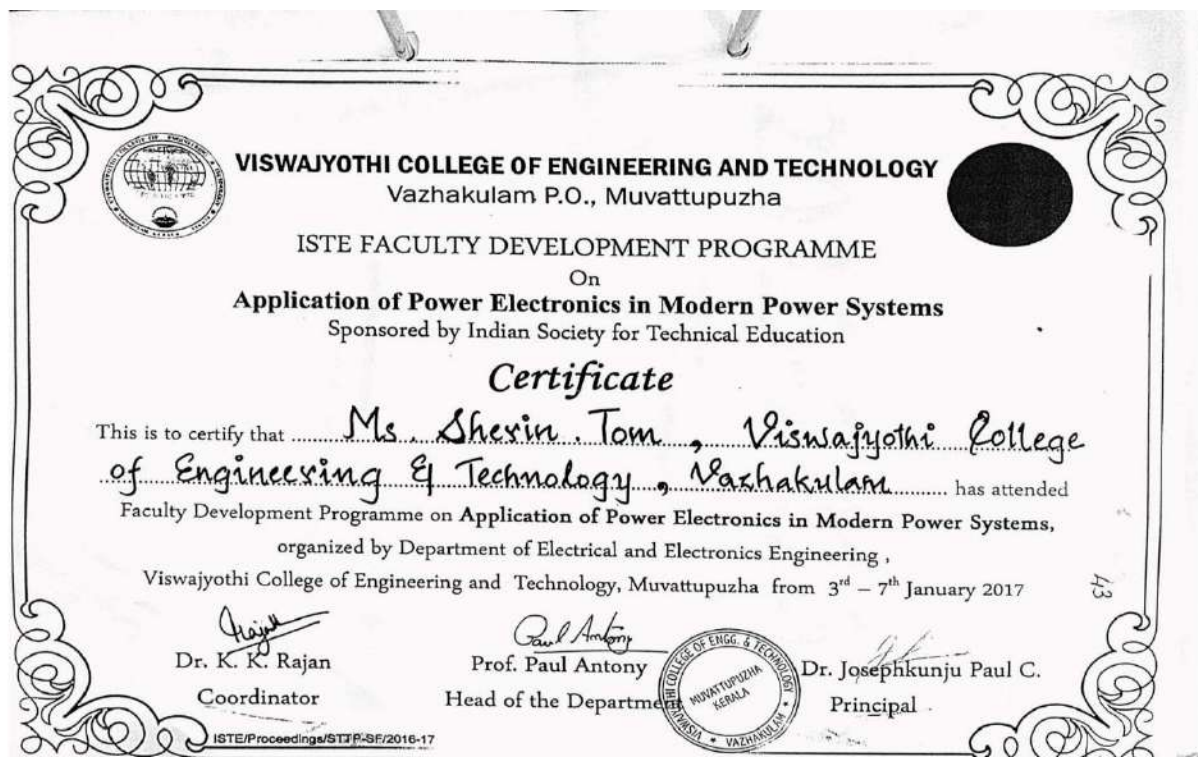 VISWAJYOTHI COLLEGE OF ENGINEERING AND TECHNOLOGY
Vazhakulam P.O., Muvattupuzha
ISTE FACULTY DEVELOPMENT PROGRAMME
On
Application of Power Electronics in Modern Power Systems
Sponsored by Indian Society for Technical Education
Certificate
This is to certify that Ms. Sherin. Tom, Viswajyothi College
of Engineering & Technology, Vazhakulam has attended
Faculty Development Programme on Application of Power Electronics in Modern Power Systems,
organized by Department of Electrical and Electronics Engineering ,
Viswajyothi College of Engineering and Technology, Muvattupuzha from 3rd – 7th January 2017
43
Paul Antony
Dr. K. K. Rajan
Prof. Paul Antony
Dr. Josephkunju Paul C.
Coordinator
Head of the Department
Principal
MUVATTUPUZHA
KERALA
ISTE/Proceedings/STTP-SF/2016-17